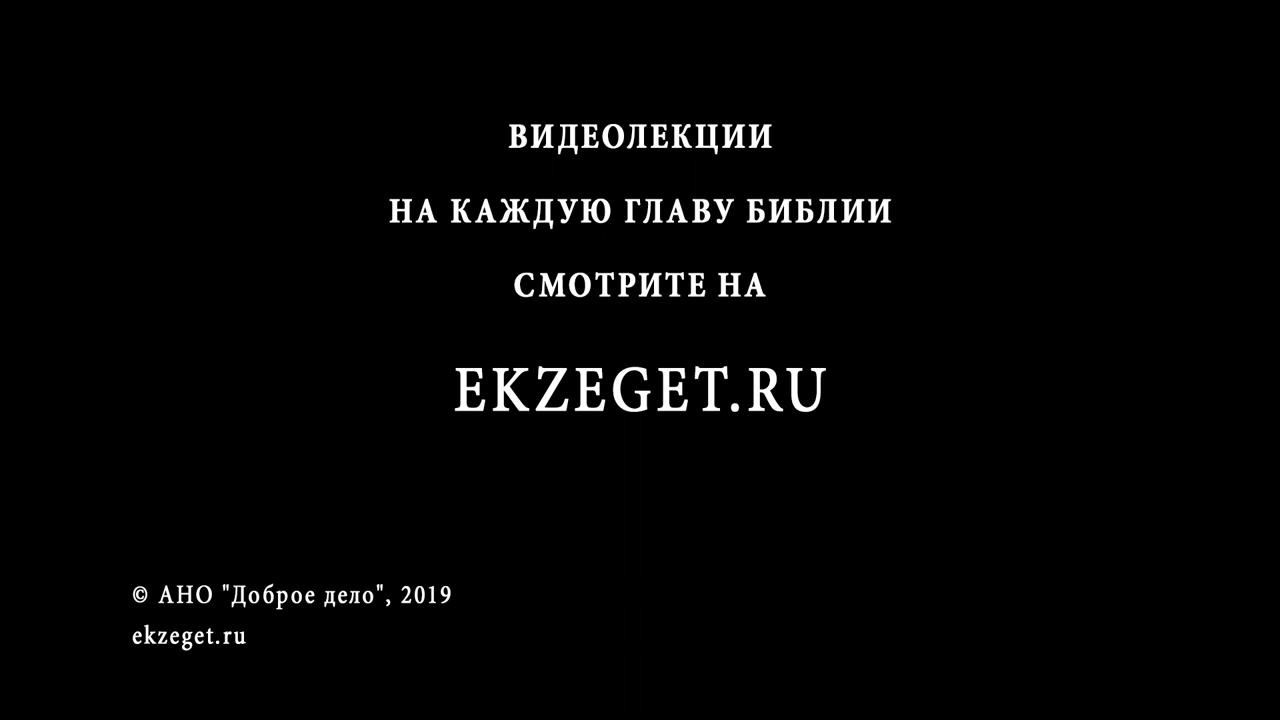 ВИДЕОЛЕКЦИИ
НА КАЖДУЮ ГЛАВУ БИБЛИИ
СМОТРИТЕ НА
EKZEGET.RU
© АНО "Доброе дело", 2019
ekzeget.ru